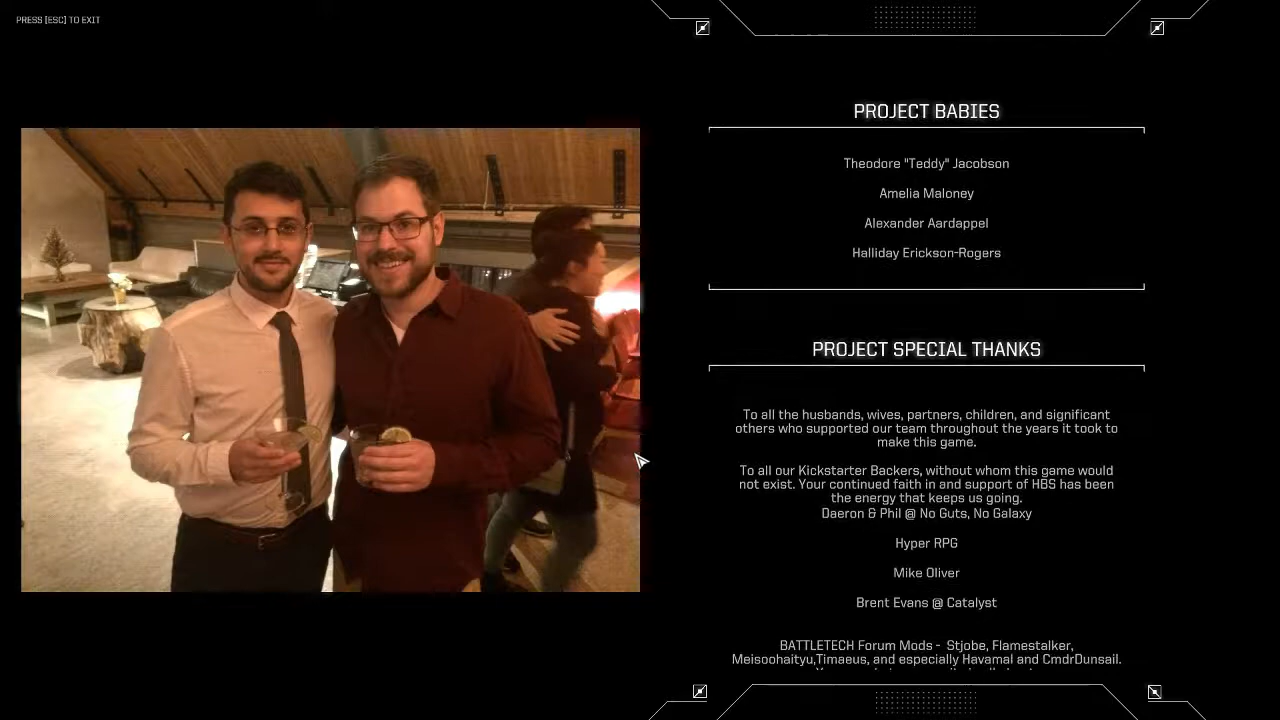 PRESS [ESC] TO EXIT
PROJECT BABIES
Theodore "Teddy" Jacobson
Amelia Maloney
Alexander Aardappel
Halliday Erickson-Rogers
PROJECT SPECIAL THANKS
To all the husbands, wives, partners, children, and significant
others who supported our team throughout the years it took to
make this game.
To all our Kickstarter Backers, without whom this game would
not exist. Your continued faith in and support of HBS has been
the energy that keeps us going.
Daeron & Phil @ No Guts, No Galaxy
Hyper RPG
Mike Oliver
Brent Evans @ Catalyst
BATTLETECH Forum Mods - Stjobe, Flamestalker,
Meisoohaityu,Timaeus, and especially Havamal and CmdrDunsail.